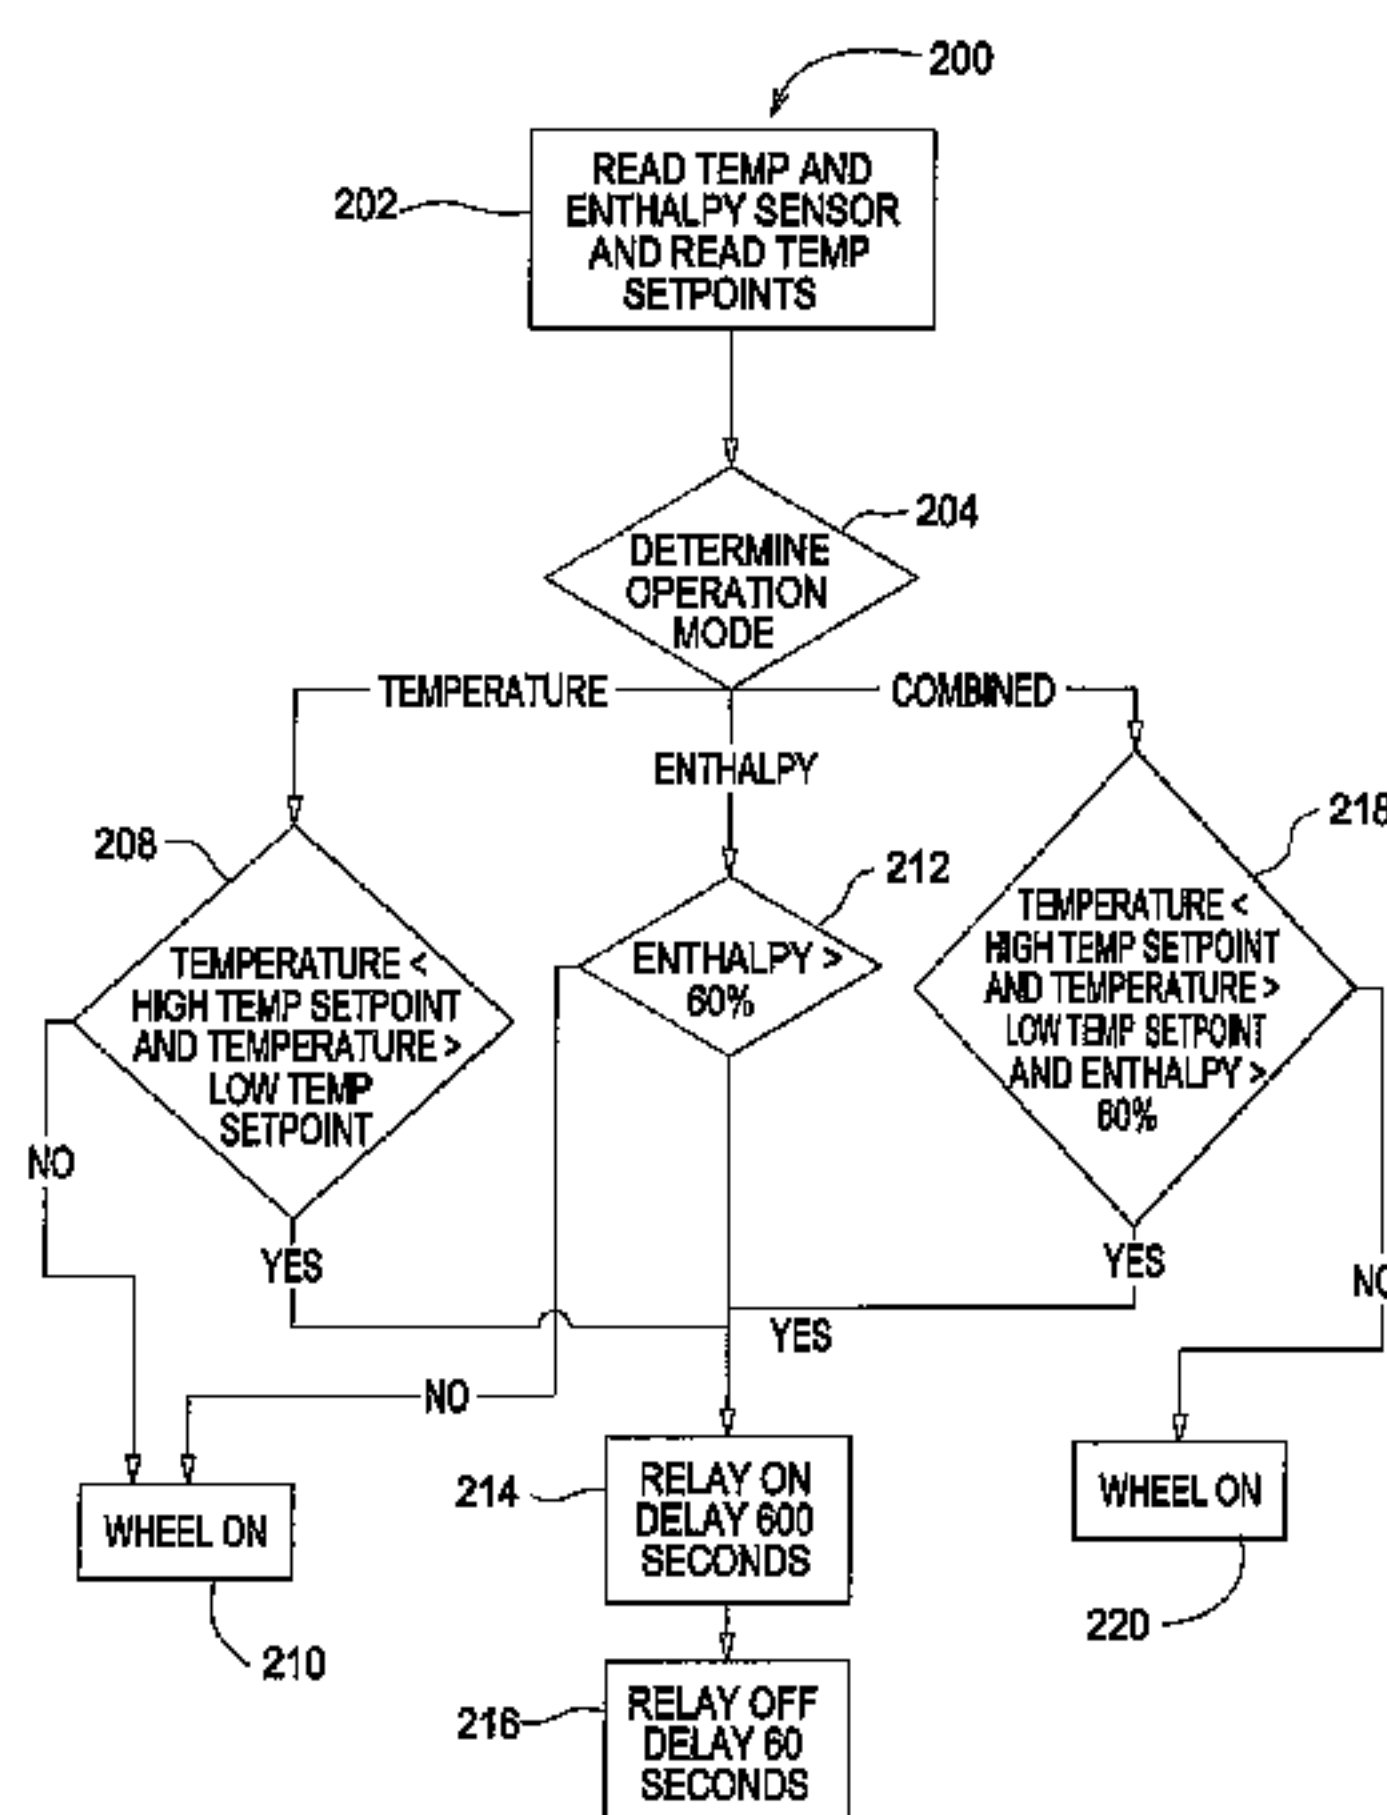 200
READ TEMP AND
ENTHALPY SENSOR
AND READ TEMP
SETPOINTS
202
204
DETERMINE
OPERATION
MODE
TEMPERATURE
COMBINED
ENTHALPY
208
212
218
TEMPERATURE <
HIGH TEMP SETPOINT
AND TEMPERATURE >
LOW TEMP
SETPOINT
ENTHALPY >
60%
TEMPERATURE <
HIGH TEMP SETPOINT
AND TEMPERATURE >
LOW TEMP SETPOINT
AND ENTHALPY >
60%
NO
YES
YES
NO
YES
NO
WHEEL ON
210
214
RELAY ON
DELAY 600
SECONDS
WHEEL ON
220
216
RELAY OFF
DELAY 60
SECONDS